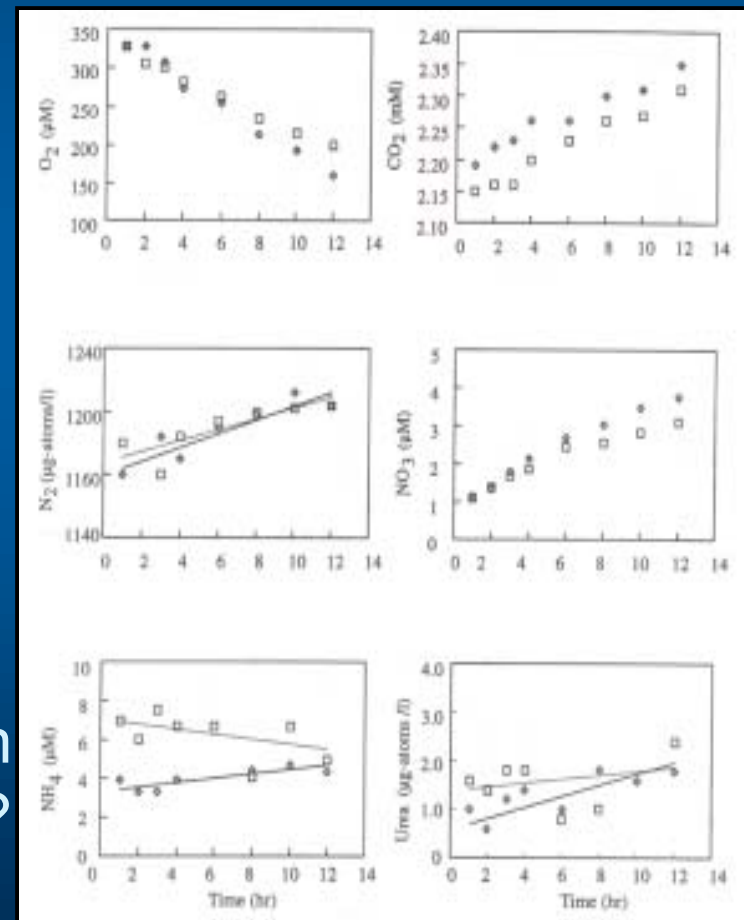 O₂ (µM)
350
300
250
200
150
100
0 2 4 6 8 10 12 14
CO₂ (mM)
2.40
2.35
2.30
2.25
2.20
2.15
2.10
0 2 4 6 8 10 12 14
N₂ (µg-atoms/l)
1240
1200
1160
1140
0 2 4 6 8 10 12 14
NO₃ (µM)
5
4
3
2
1
0
0 2 4 6 8 10 12 14
NH₄ (µM)
10
8
6
4
2
0
0 2 4 6 8 10 12 14
Time (hr)
Urea (µg-atoms /l)
4.0
3.0
2.0
1.0
0
0 2 4 6 8 10 12 14
Time (hr)